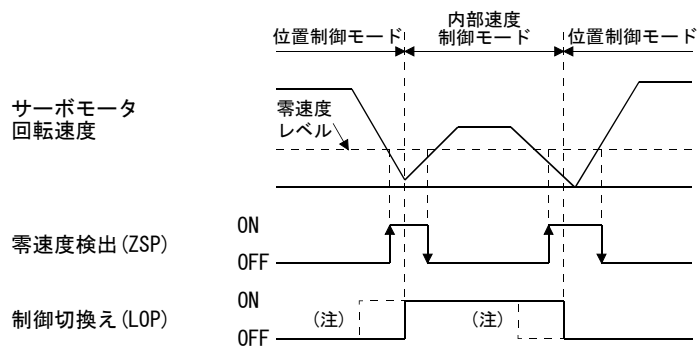 内部速度
位置制御モード 制御モード 位置制御モード
サーボモータ
回転速度
零速度
レベル
零速度検出(ZSP)
ON
OFF
制御切換え(LOP)
ON
OFF
(注) (注)